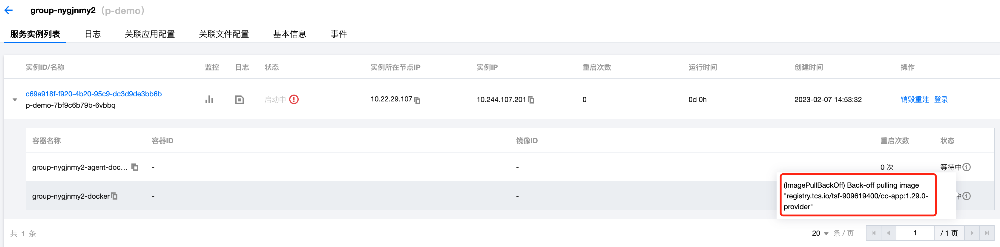 group-nygjnmy2 (p-demo)
服务实例列表 日志 关联应用配置 关联文件配置 基本信息 事件
实例ID/名称 监控 日志 状态 实例所在节点IP 实例IP 重启次数 运行时间 创建时间 操作
c69a918f-f920-4b20-95c9-dc3d9de3bb6b
p-demo-7bf9c6b79b-6vbbq
启动中 10.22.29.107 10.244.107.201 0 0d 0h 2023-02-07 14:53:32 销毁重建 登录
容器名称 容器ID 镜像ID 重启次数 状态
group-nygjnmy2-agent-doc... - - 0 次 等待中
group-nygjnmy2-docker - - 中
(ImagePullBackOff) Back-off pulling image
"registry.tcs.io/tsf-909619400/cc-app:1.29.0-
provider"
共 1 条 20 条 / 页 1 / 1 页